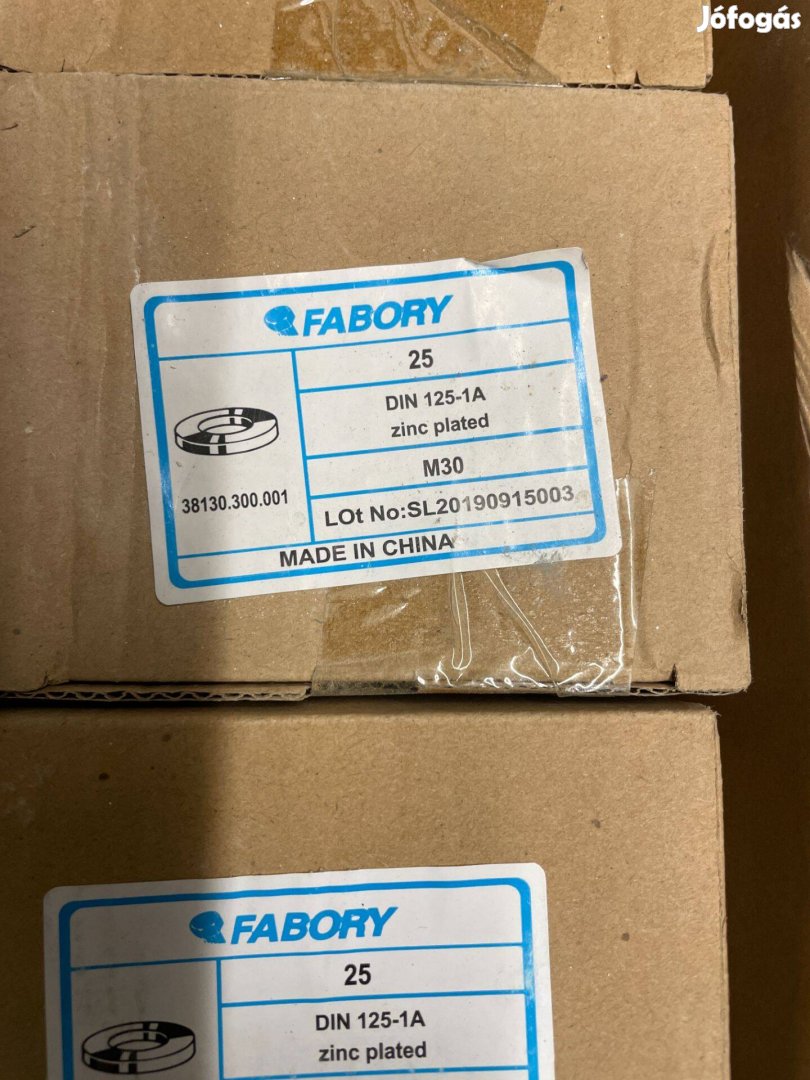 Jófogás
FABORY
25
DIN 125-1A
zinc plated
M30
38130.300.001
LOt No:SL20190915003
MADE IN CHINA
FABORY
25
DIN 125-1A
zinc plated